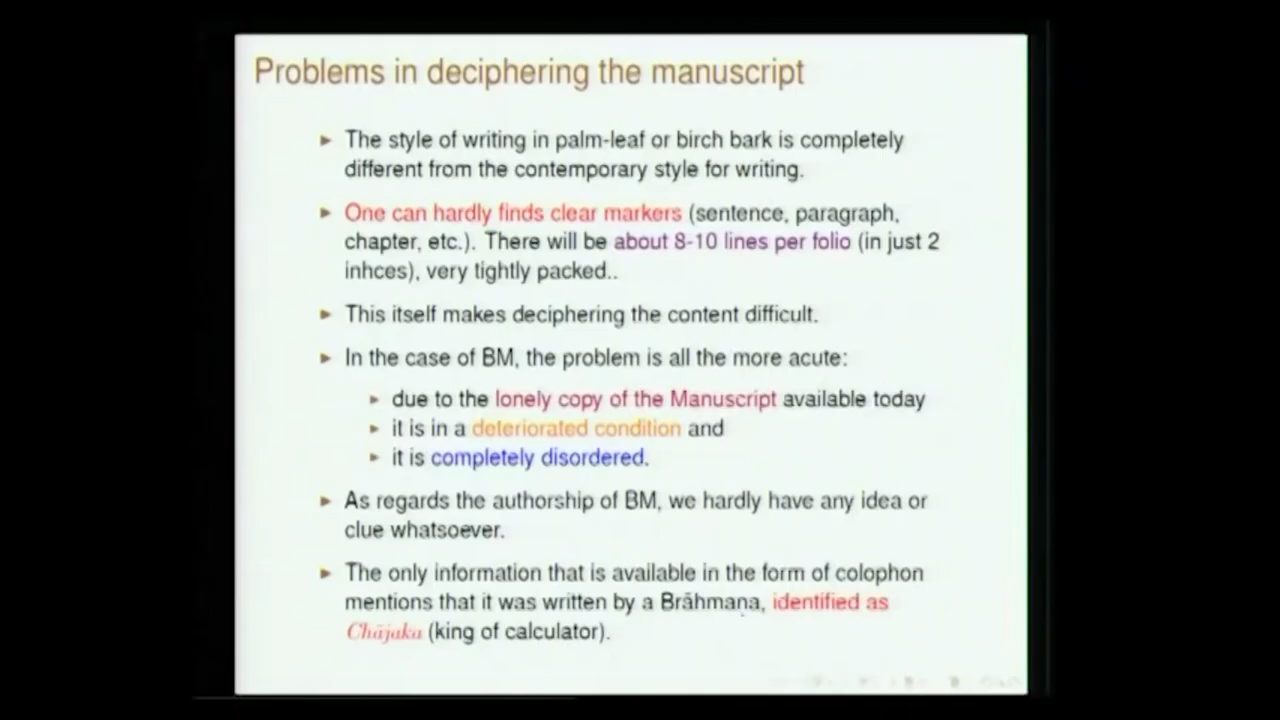 Problems in deciphering the manuscript
► The style of writing in palm-leaf or birch bark is completely
different from the contemporary style for writing.
► One can hardly finds clear markers (sentence, paragraph,
chapter, etc.). There will be about 8-10 lines per folio (in just 2
inhces), very tightly packed..
► This itself makes deciphering the content difficult.
► In the case of BM, the problem is all the more acute:
► due to the lonely copy of the Manuscript available today
► it is in a deteriorated condition and
► it is completely disordered.
► As regards the authorship of BM, we hardly have any idea or
clue whatsoever.
► The only information that is available in the form of colophon
mentions that it was written by a Brāhmaṇa, identified as
Chājaka (king of calculator).